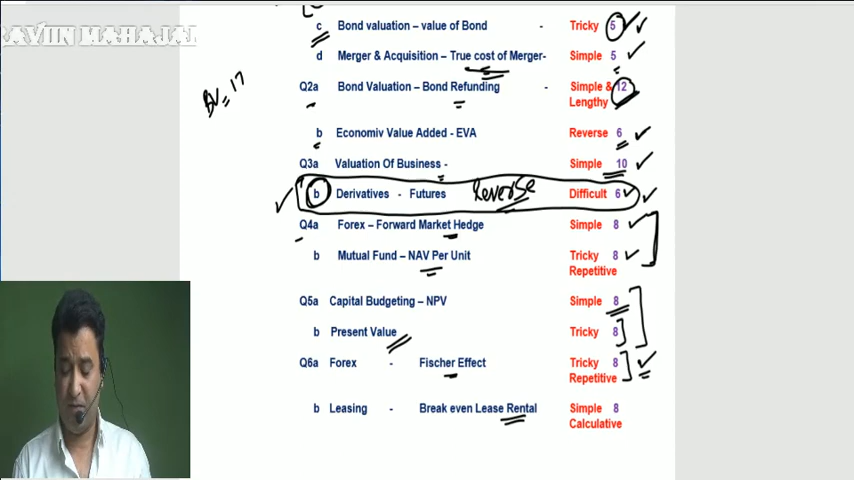 c Bond valuation – value of Bond - Tricky 5
RAVIIN MAHAJAN
d Merger & Acquisition – True cost of Merger- Simple 5
Q2a Bond Valuation – Bond Refunding - Simple & 12
Lengthy
BV = 17
b Economiv Value Added - EVA Reverse 6
Q3a Valuation Of Business - Simple 10
b Derivatives - Futures Reverse Difficult 6
Q4a Forex – Forward Market Hedge Simple 8
b Mutual Fund – NAV Per Unit Tricky 8
Repetitive
Q5a Capital Budgeting – NPV Simple 8
b Present Value Tricky 8
Q6a Forex - Fischer Effect Tricky 8
Repetitive
b Leasing - Break even Lease Rental Simple 8
Calculative